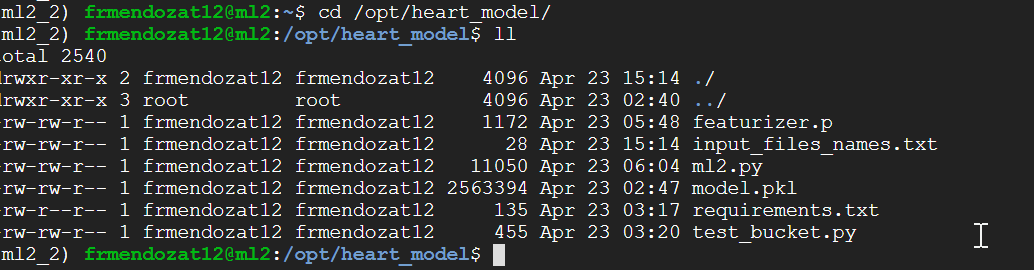 ml2_2) frmendozat12@ml2:~$ cd /opt/heart_model/
ml2_2) frmendozat12@ml2:/opt/heart_model$ ll
otal 2540
drwxr-xr-x 2 frmendozat12 frmendozat12    4096 Apr 23 15:14 ./
drwxr-xr-x 3 root         root            4096 Apr 23 02:40 ../
-rw-rw-r-- 1 frmendozat12 frmendozat12    1172 Apr 23 05:48 featurizer.p
-rw-rw-r-- 1 frmendozat12 frmendozat12      28 Apr 23 15:14 input_files_names.txt
-rw-rw-r-- 1 frmendozat12 frmendozat12   11050 Apr 23 06:04 ml2.py
-rw-rw-r-- 1 frmendozat12 frmendozat12 2563394 Apr 23 02:47 model.pkl
-rw-r--r-- 1 frmendozat12 frmendozat12     135 Apr 23 03:17 requirements.txt
-rw-rw-r-- 1 frmendozat12 frmendozat12     455 Apr 23 03:20 test_bucket.py
ml2_2) frmendozat12@ml2:/opt/heart_model$